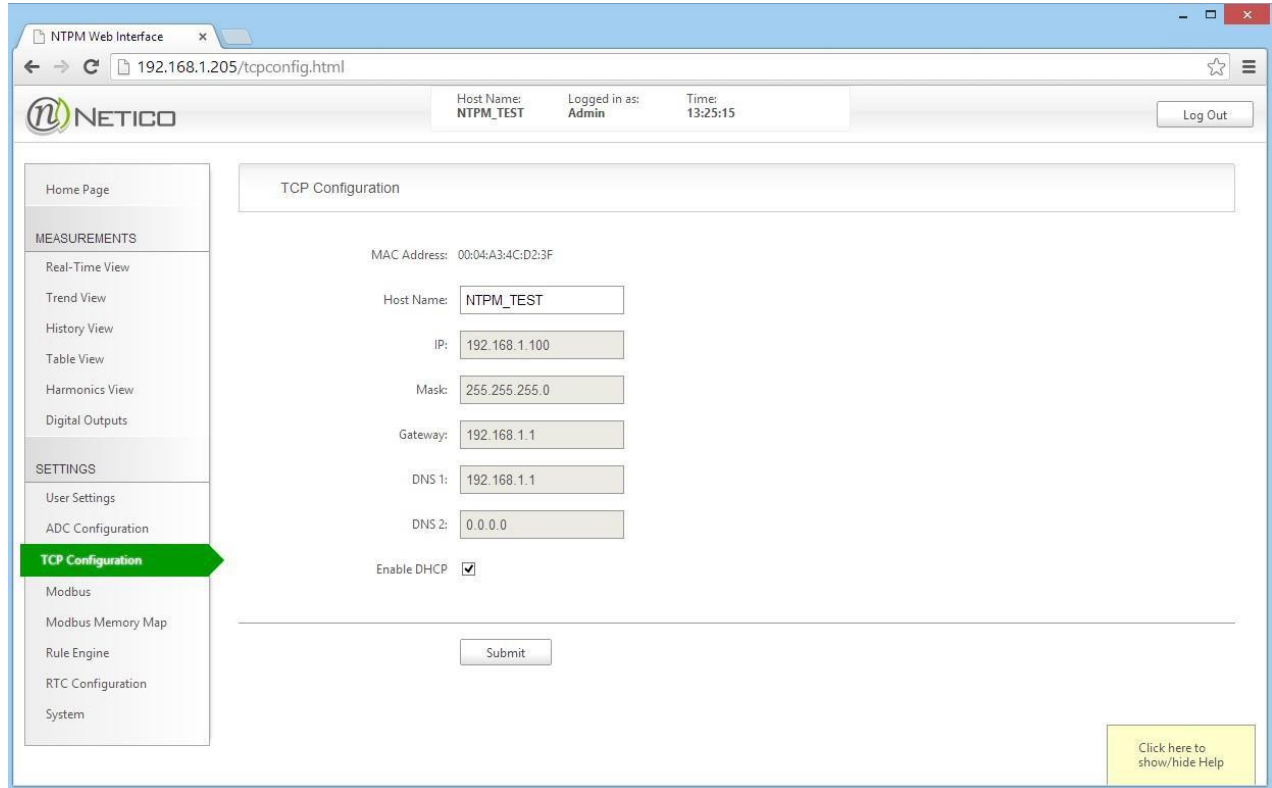 NTPM Web Interface
192.168.1.205/tcpconfig.html
NETICO
Host Name: Logged in as: Time:
NTPM_TEST Admin 13:25:15
Log Out
Home Page
MEASUREMENTS
Real-Time View
Trend View
History View
Table View
Harmonics View
Digital Outputs
SETTINGS
User Settings
ADC Configuration
TCP Configuration
Modbus
Modbus Memory Map
Rule Engine
RTC Configuration
System
TCP Configuration
MAC Address: 00:04:A3:4C:D2:3F
Host Name: NTPM_TEST
IP: 192.168.1.100
Mask: 255.255.255.0
Gateway: 192.168.1.1
DNS 1: 192.168.1.1
DNS 2: 0.0.0.0
Enable DHCP
Submit
Click here to
show/hide Help